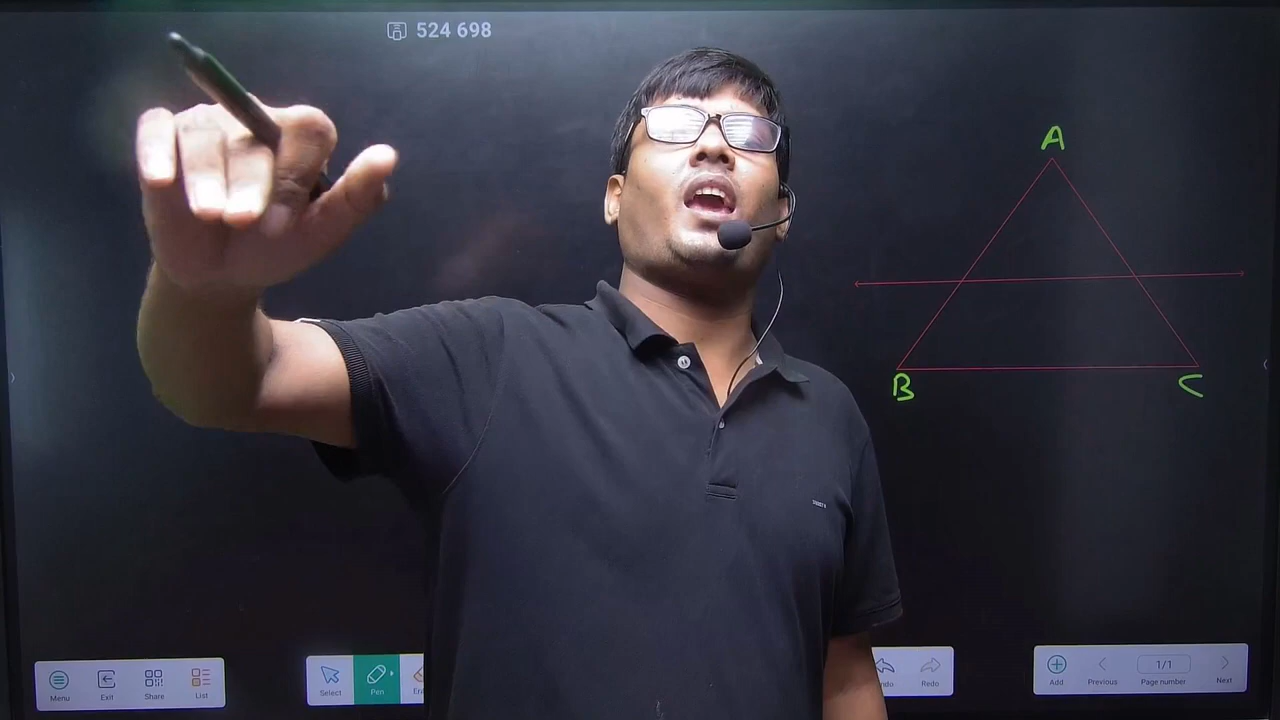 524 698
A
B
C
Menu
Exit
Share
List
Select
Pen
Redo
Add
Previous
1/1
Page number
Next